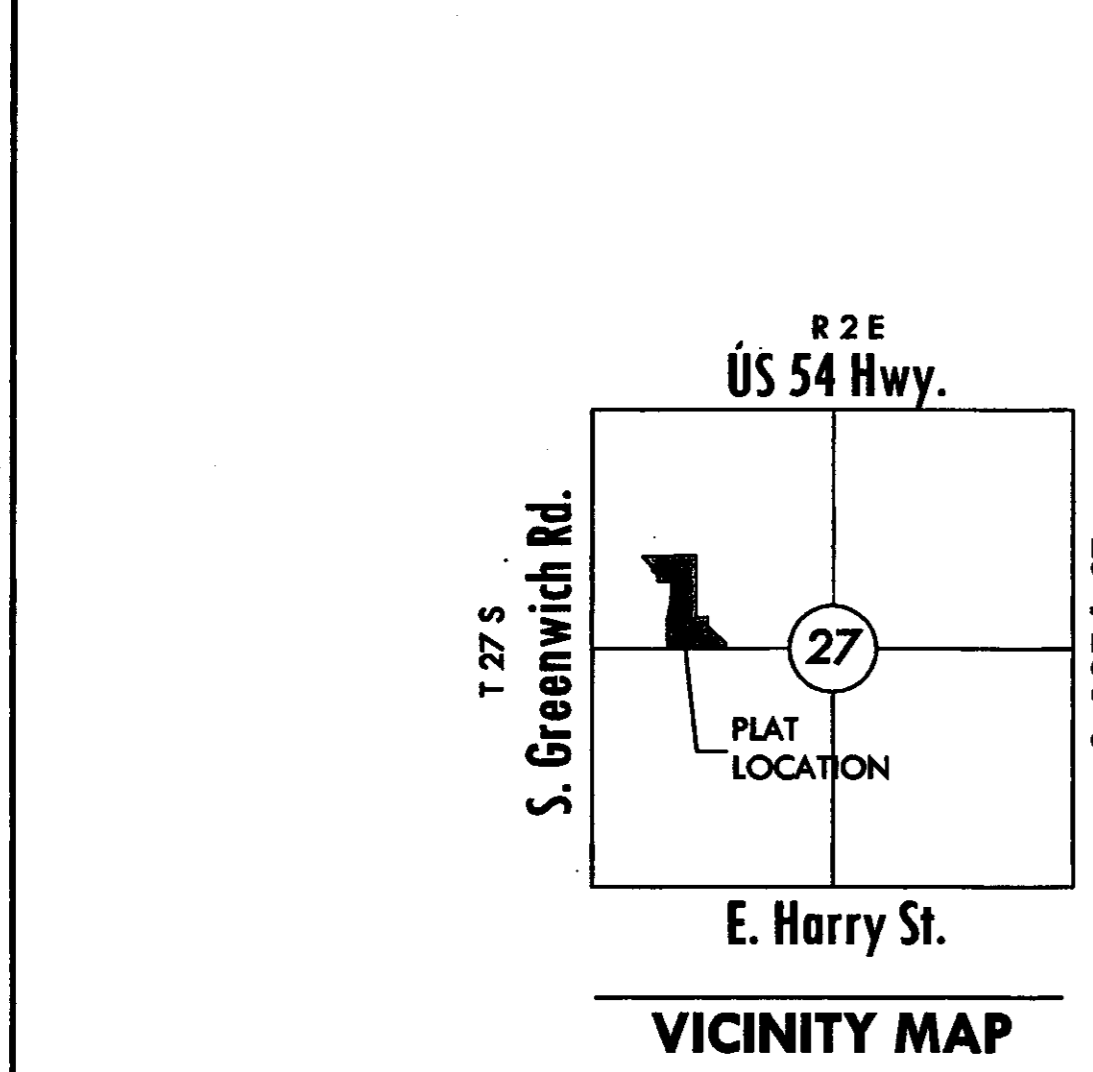 R 2 E
ÚS 54 Hwy.
T 27 S
S. Greenwich Rd.
27
PLAT
LOCATION
E. Harry St.
VICINITY MAP